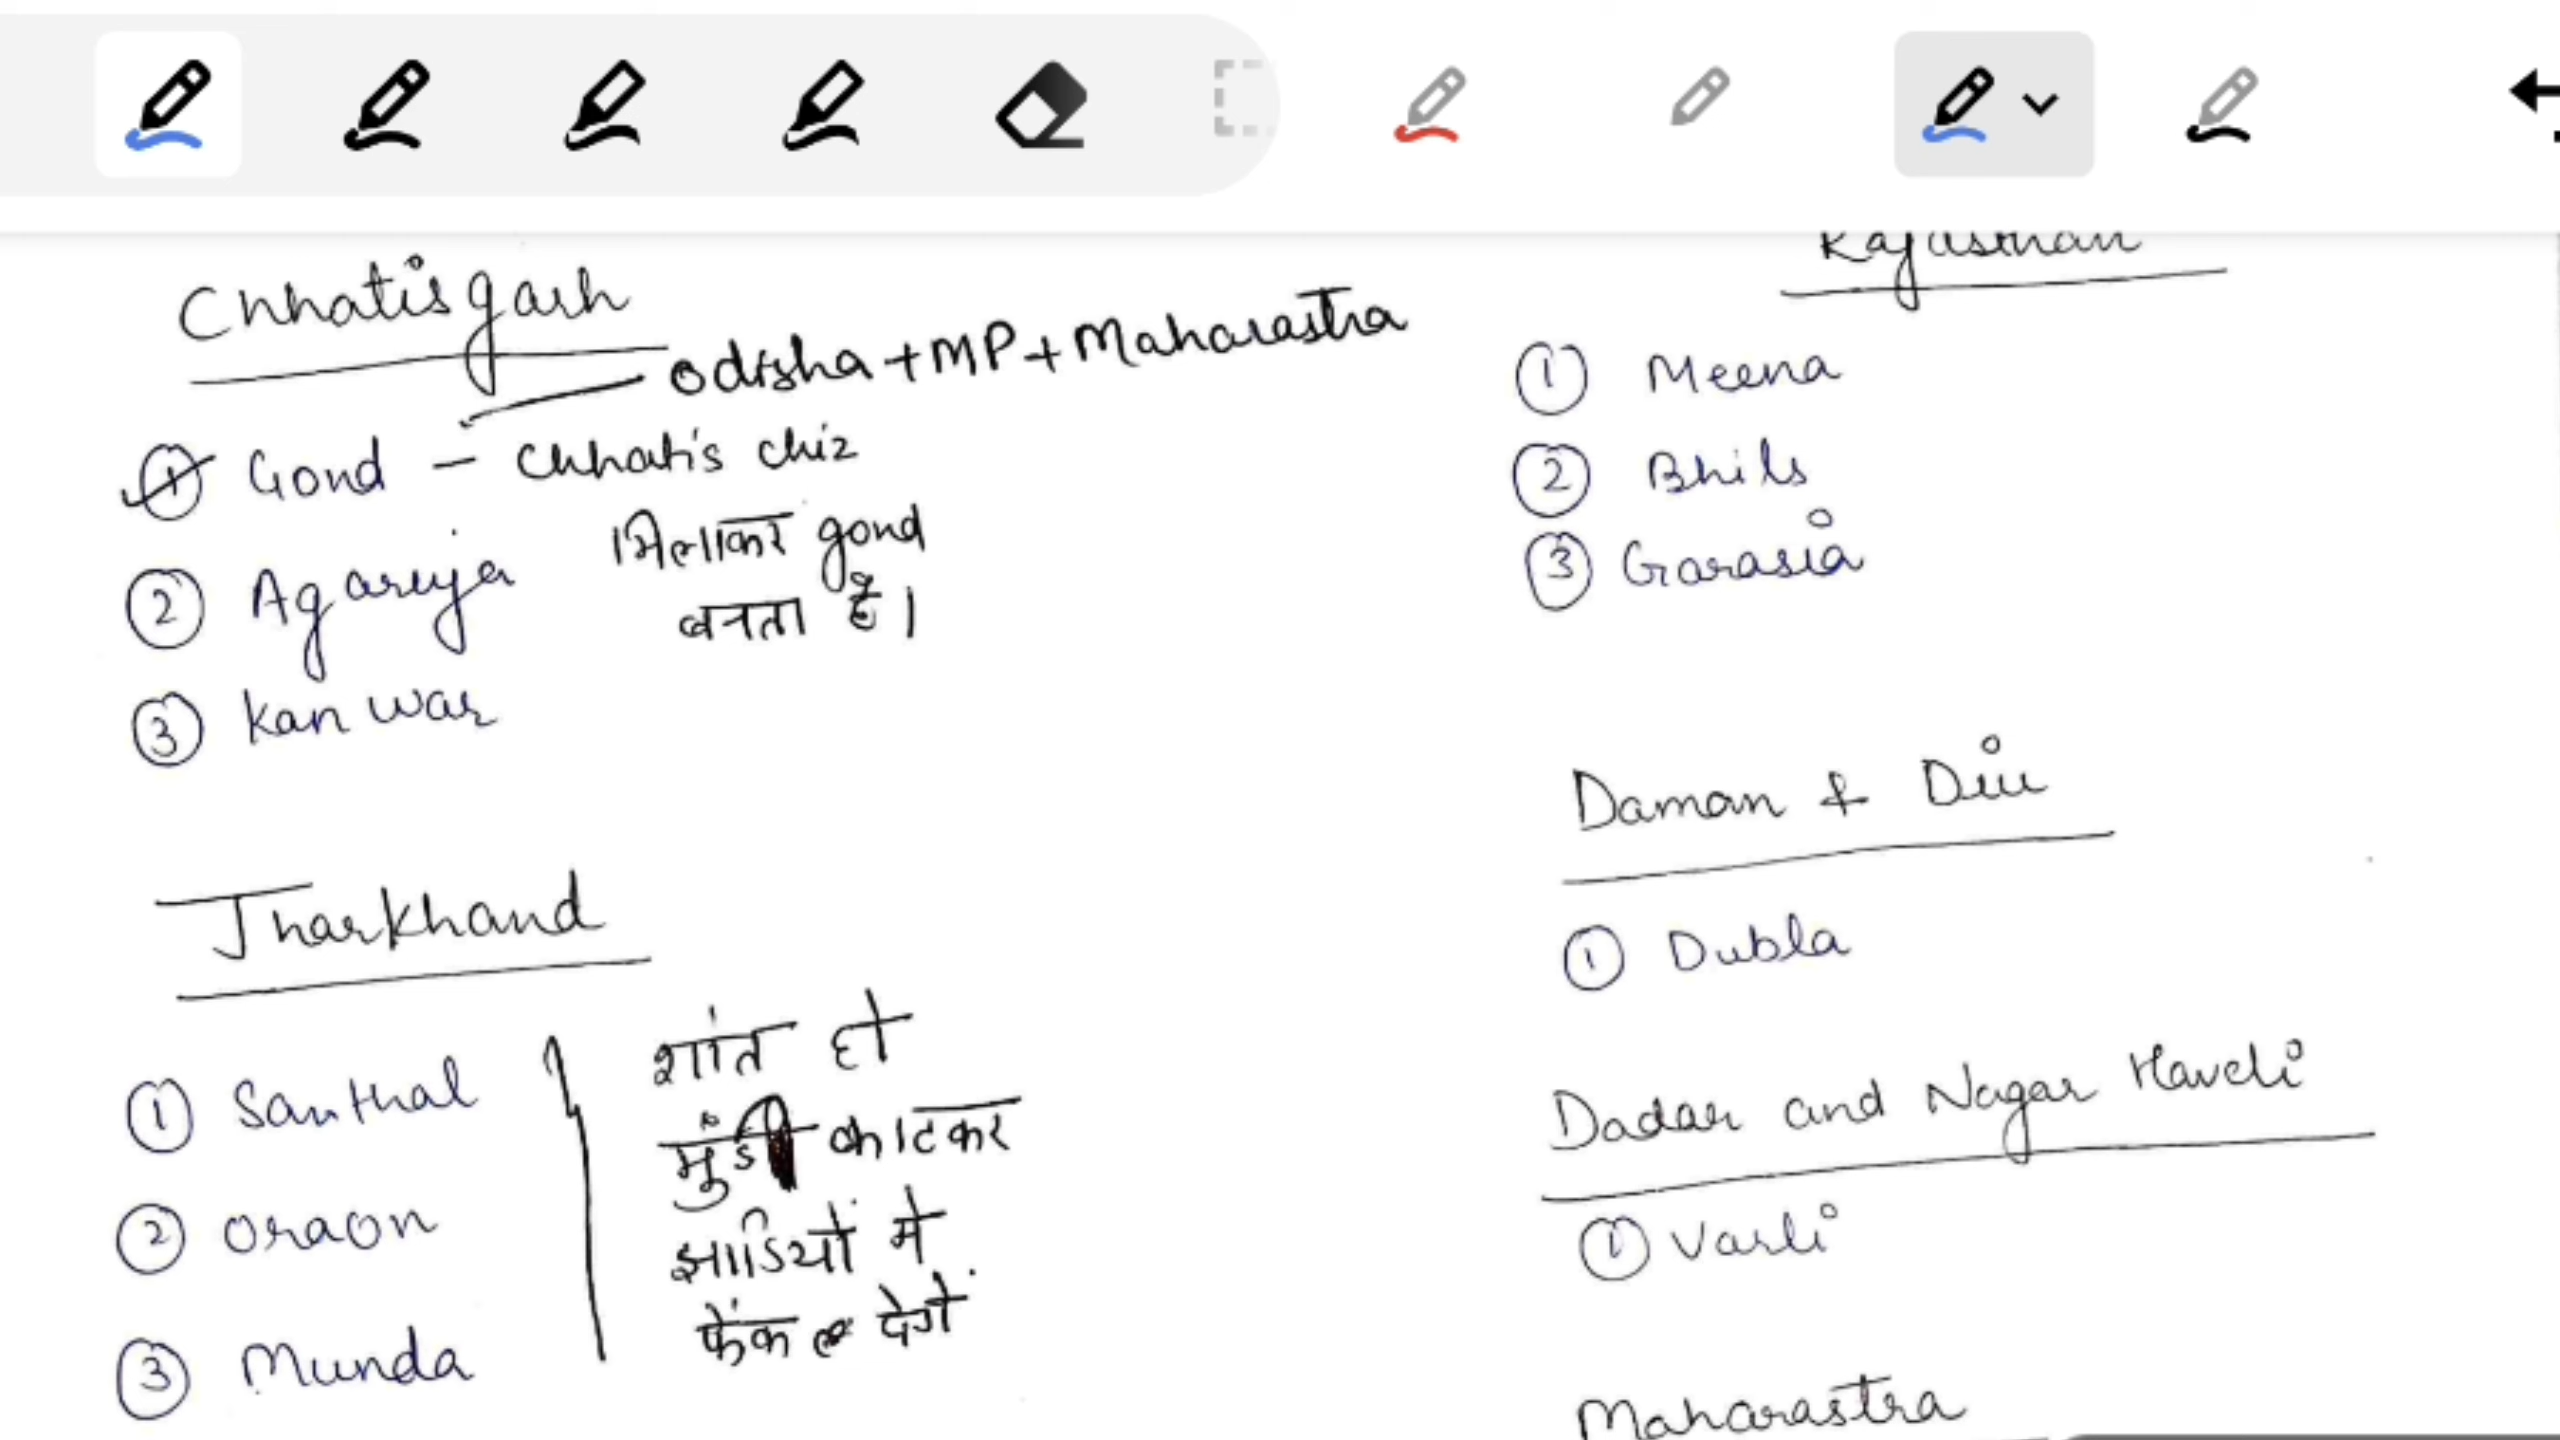 Chhatisgarh
odisha + MP + Maharastra
① Gond - Chhatis chiz
मिलाकर gond
बनता है।
② Agariya
③ Kanwar
Jharkhand
① Santhal
② Oraon
③ Munda
शांत हो
मुंडी काटकर
झाडियों मे
फेंक देगें
Rajasthan
① Meena
② Bhils
③ Garasia
Daman & Diu
① Dubla
Dadar and Nagar Haveli
① Varli
Maharastra